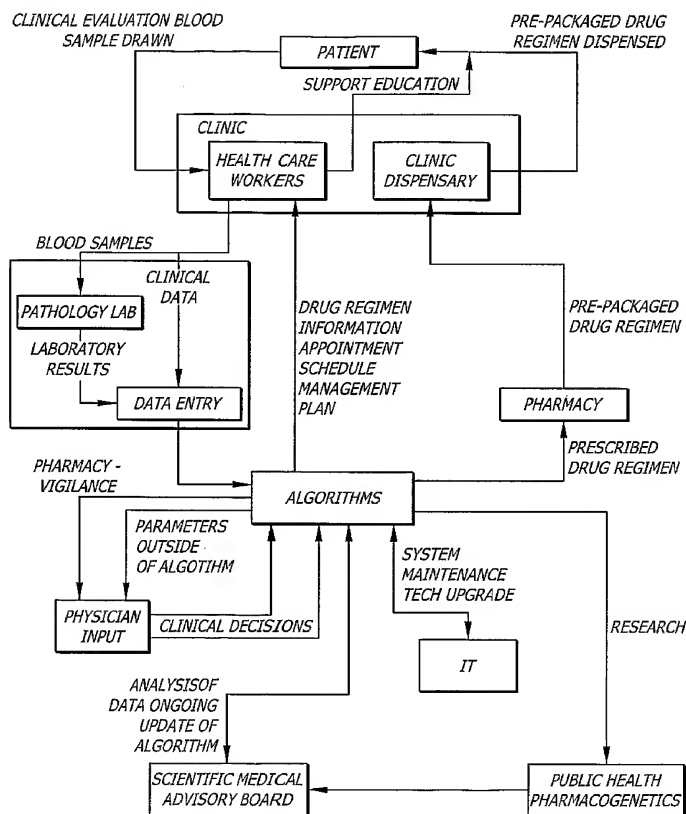 CLINICAL EVALUATION BLOOD
SAMPLE DRAWN
PATIENT
PRE-PACKAGED DRUG
REGIMEN DISPENSED
SUPPORT EDUCATION
CLINIC
HEALTH CARE
WORKERS
CLINIC
DISPENSARY
BLOOD SAMPLES
CLINICAL
DATA
PATHOLOGY LAB
LABORATORY
RESULTS
DATA ENTRY
DRUG REGIMEN
INFORMATION
APPOINTMENT
SCHEDULE
MANAGEMENT
PLAN
PRE-PACKAGED
DRUG REGIMEN
PHARMACY
PRESCRIBED
DRUG REGIMEN
PHARMACY -
VIGILANCE
ALGORITHMS
PARAMETERS
OUTSIDE
OF ALGOTIHM
SYSTEM
MAINTENANCE
TECH UPGRADE
PHYSICIAN
INPUT
CLINICAL DECISIONS
IT
RESEARCH
ANALYSISOF
DATA ONGOING
UPDATE OF
ALGORITHM
SCIENTIFIC MEDICAL
ADVISORY BOARD
PUBLIC HEALTH
PHARMACOGENETICS